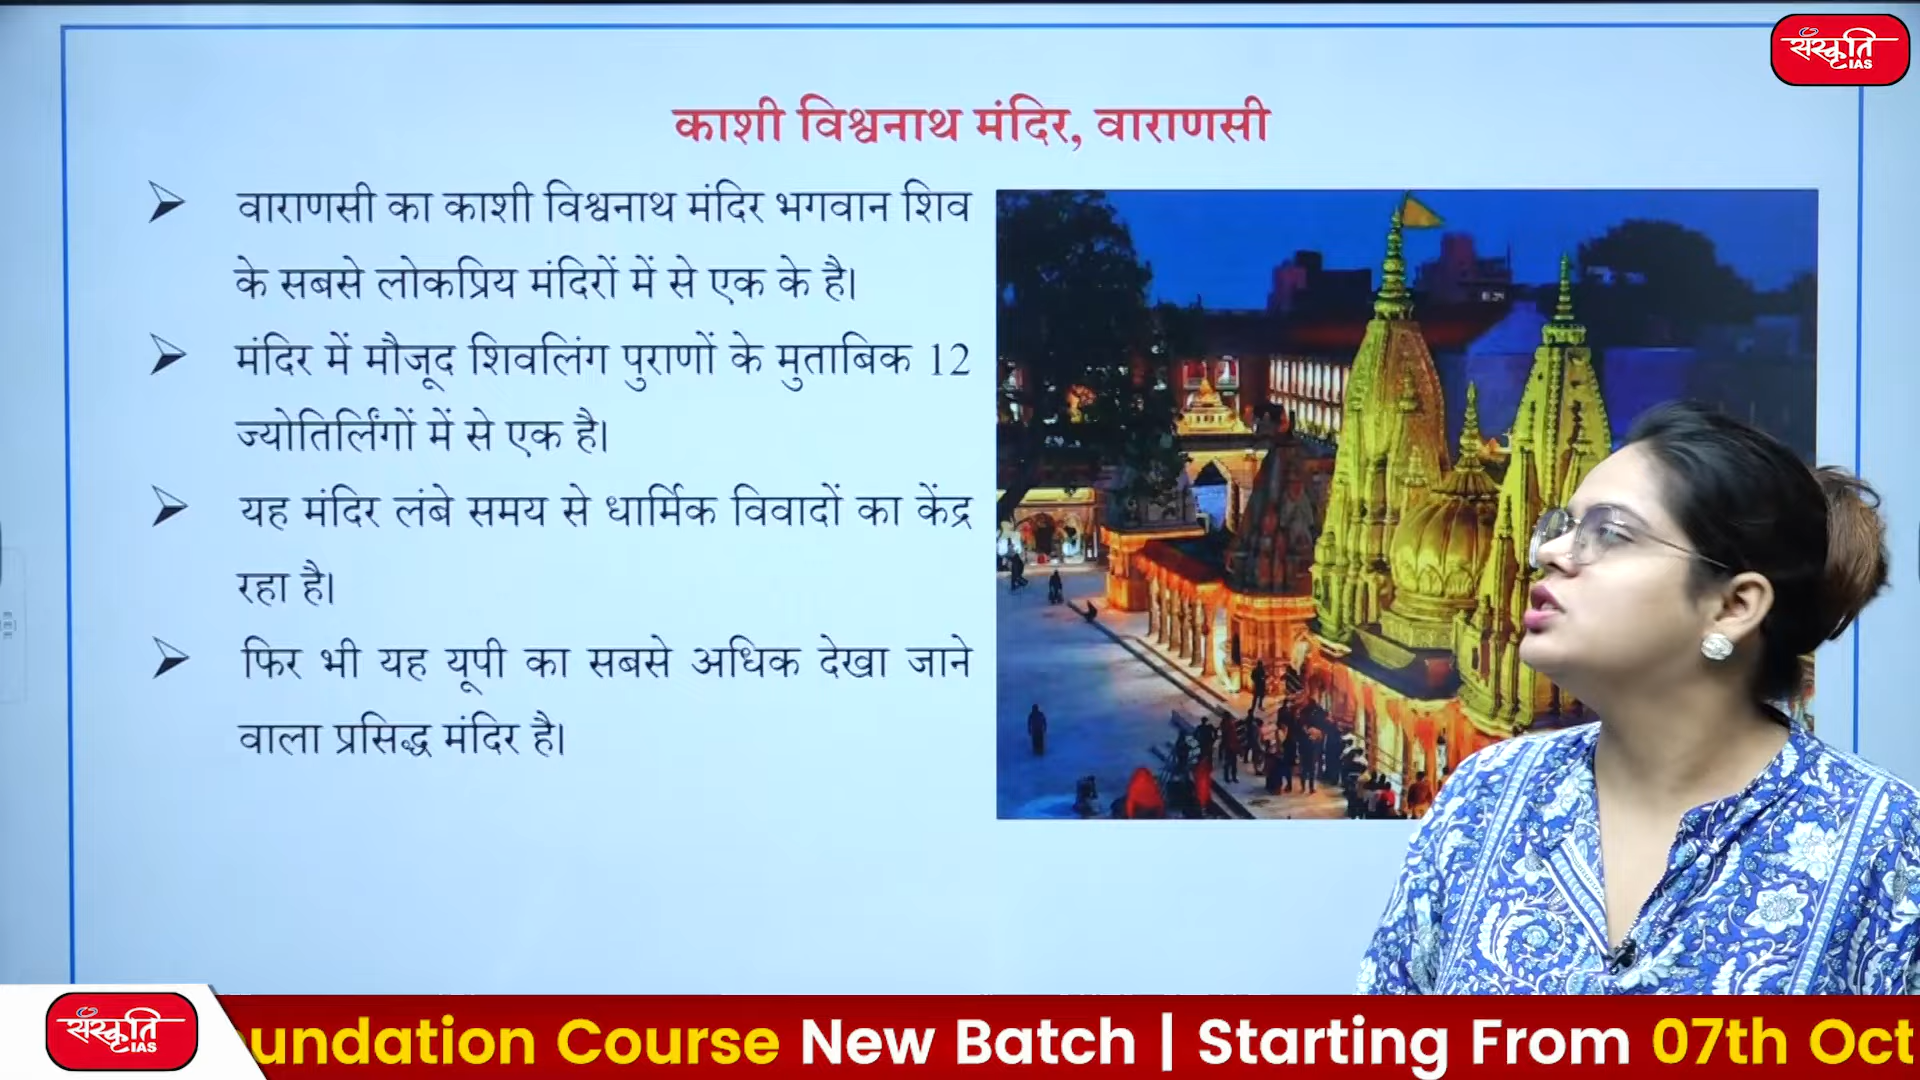 संस्कृति
IAS
काशी विश्वनाथ मंदिर, वाराणसी
➢ वाराणसी का काशी विश्वनाथ मंदिर भगवान शिव
के सबसे लोकप्रिय मंदिरों में से एक के है।
➢ मंदिर में मौजूद शिवलिंग पुराणों के मुताबिक 12
ज्योतिर्लिंगों में से एक है।
➢ यह मंदिर लंबे समय से धार्मिक विवादों का केंद्र
रहा है।
➢ फिर भी यह यूपी का सबसे अधिक देखा जाने
वाला प्रसिद्ध मंदिर है।
संस्कृति
IAS
oundation Course New Batch | Starting From 07th Oct